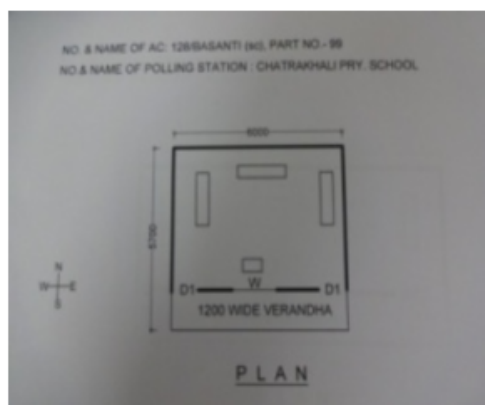 NO. & NAME OF AC: 128/BASANTI (SC), PART NO.- 99
NO.& NAME OF POLLING STATION : CHATRAKHALI PRY. SCHOOL
6000
5700
N
W E
S
W
D1 D1
1200 WIDE VERANDHA
PLAN